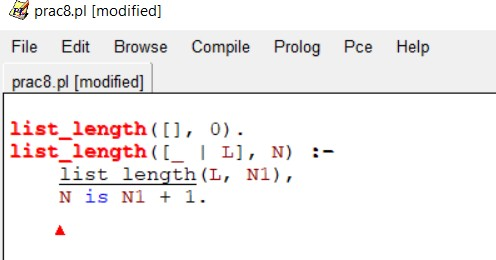 prac8.pl [modified]
File Edit Browse Compile Prolog Pce Help
prac8.pl [modified]
list_length([], 0).
list_length([_ | L], N) :-
    list_length(L, N1),
    N is N1 + 1.